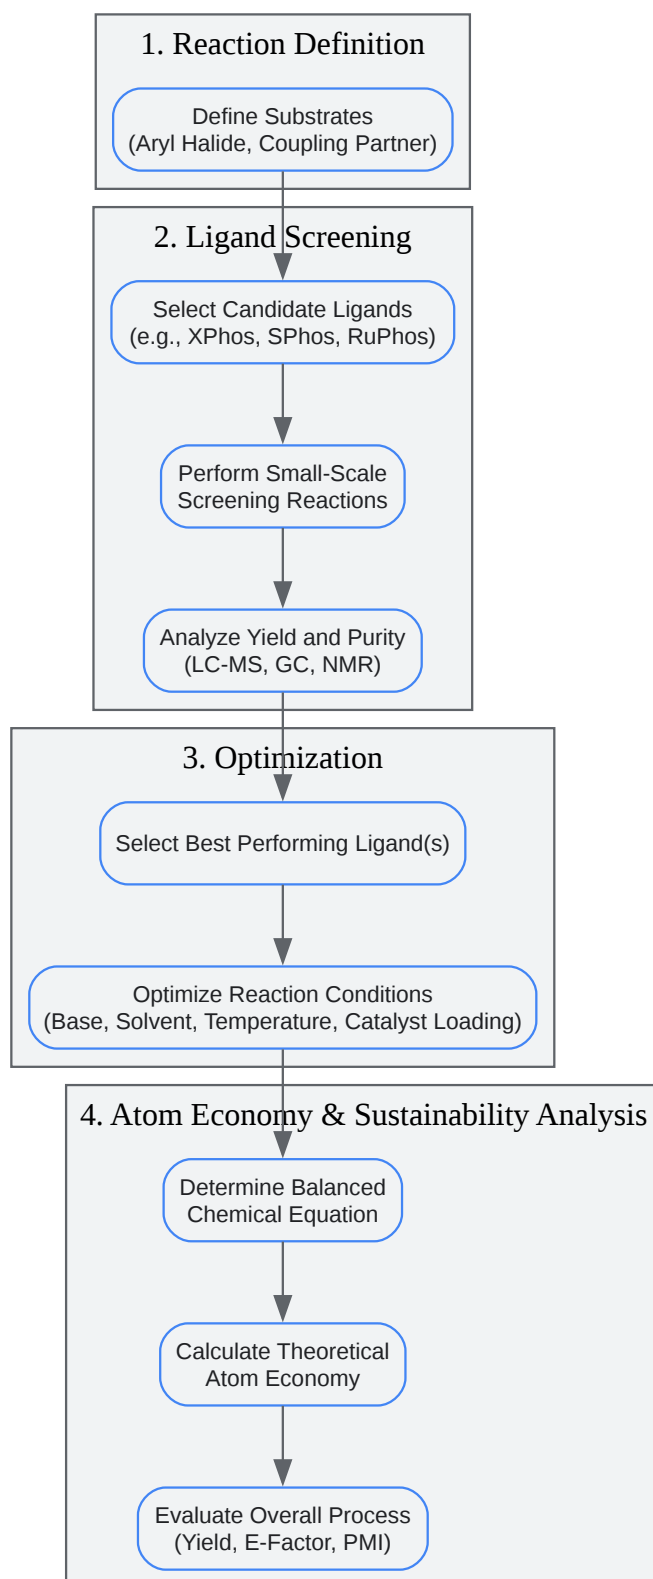 1. Reaction Definition
Define Substrates
(Aryl Halide, Coupling Partner)
2. Ligand Screening
Select Candidate Ligands
(e.g., XPhos, SPhos, RuPhos)
Perform Small-Scale
Screening Reactions
Analyze Yield and Purity
(LC-MS, GC, NMR)
3. Optimization
Select Best Performing Ligand(s)
Optimize Reaction Conditions
(Base, Solvent, Temperature, Catalyst Loading)
4. Atom Economy & Sustainability Analysis
Determine Balanced
Chemical Equation
Calculate Theoretical
Atom Economy
Evaluate Overall Process
(Yield, E-Factor, PMI)